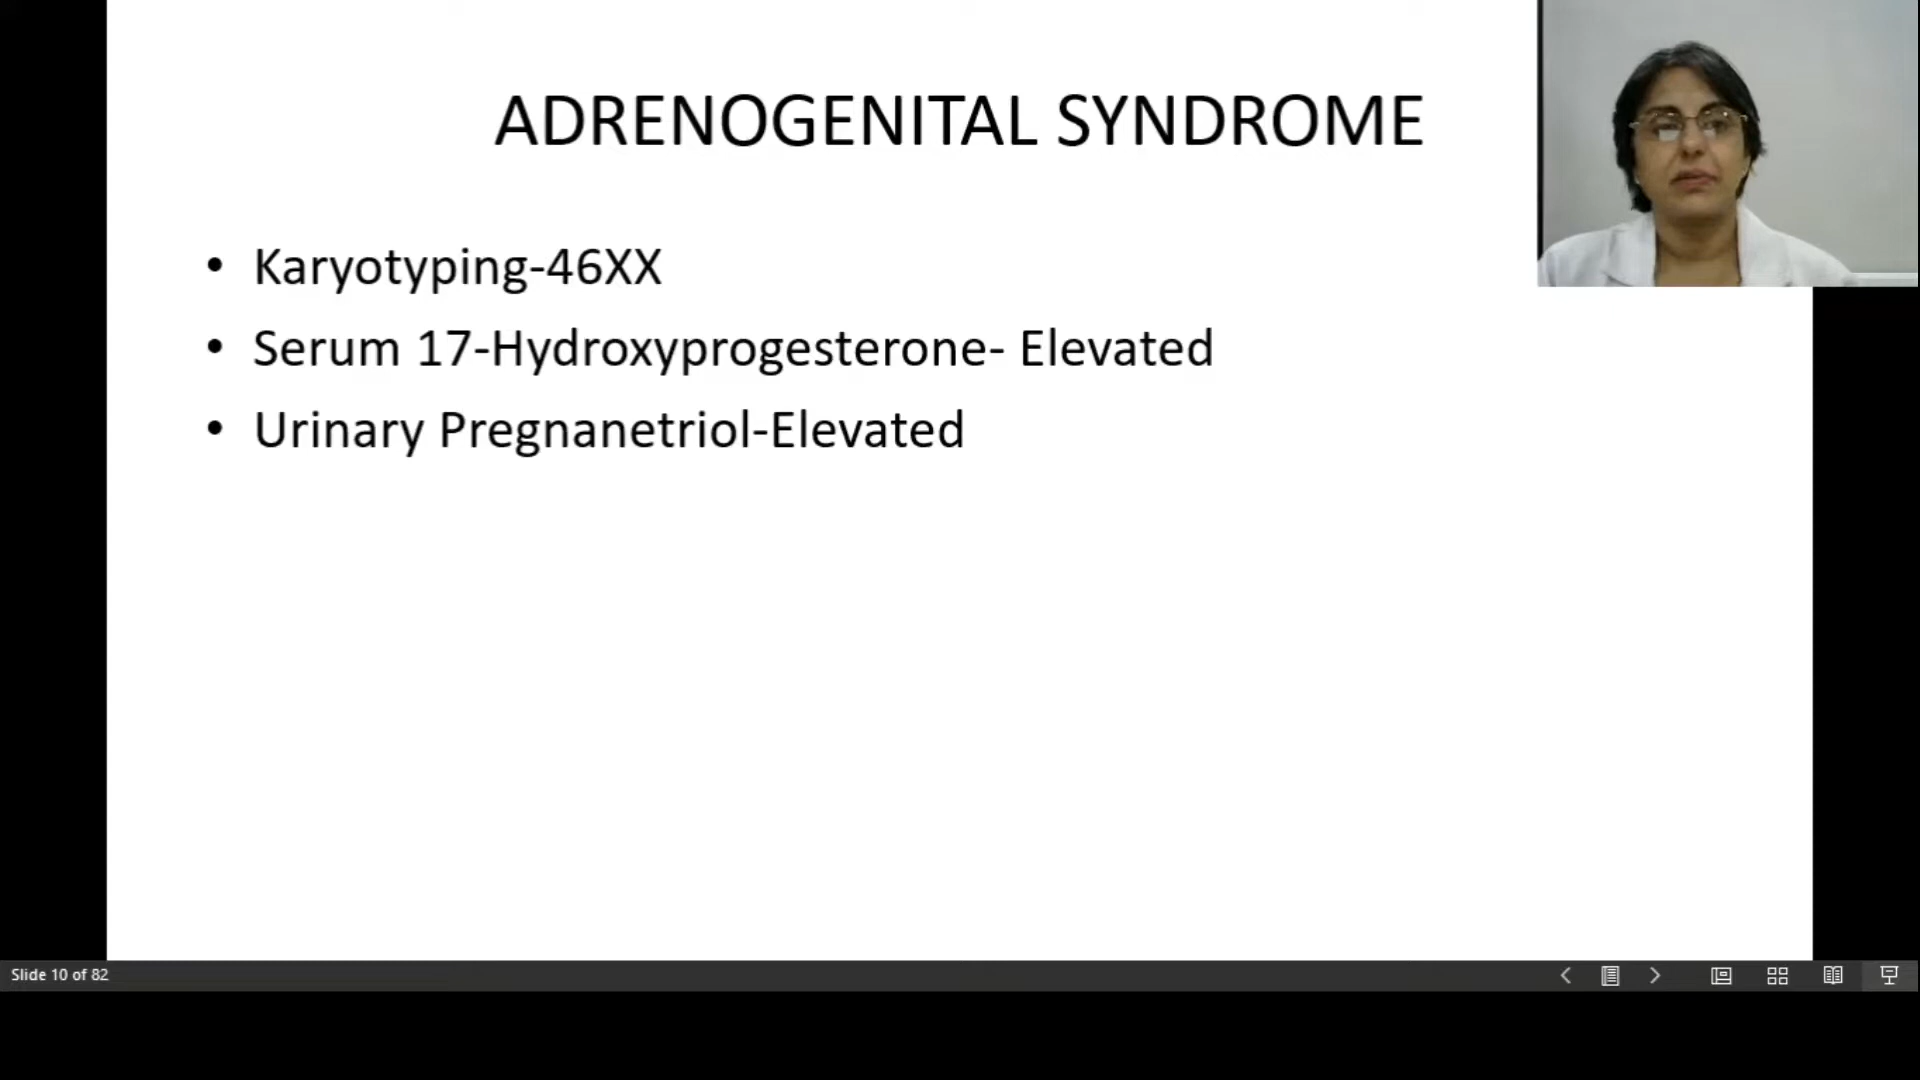 ADRENOGENITAL SYNDROME
• Karyotyping-46XX
• Serum 17-Hydroxyprogesterone- Elevated
• Urinary Pregnanetriol-Elevated
Slide 10 of 82